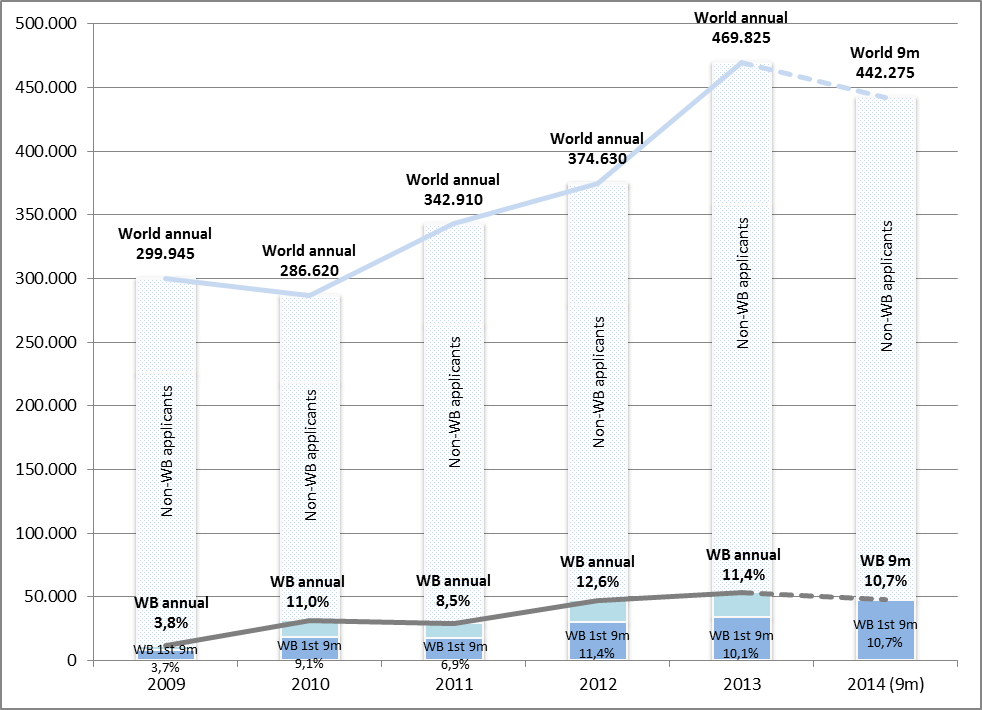 500.000
450.000
400.000
350.000
300.000
250.000
200.000
150.000
100.000
50.000
0
World annual
299.945
World annual
286.620
World annual
342.910
World annual
374.630
World annual
469.825
World 9m
442.275
Non-WB applicants
Non-WB applicants
Non-WB applicants
Non-WB applicants
Non-WB applicants
Non-WB applicants
WB annual
3,8%
WB annual
11,0%
WB annual
8,5%
WB annual
12,6%
WB annual
11,4%
WB 9m
10,7%
WB 1st 9m
3,7%
WB 1st 9m
9,1%
WB 1st 9m
6,9%
WB 1st 9m
11,4%
WB 1st 9m
10,1%
WB 1st 9m
10,7%
2009
2010
2011
2012
2013
2014 (9m)